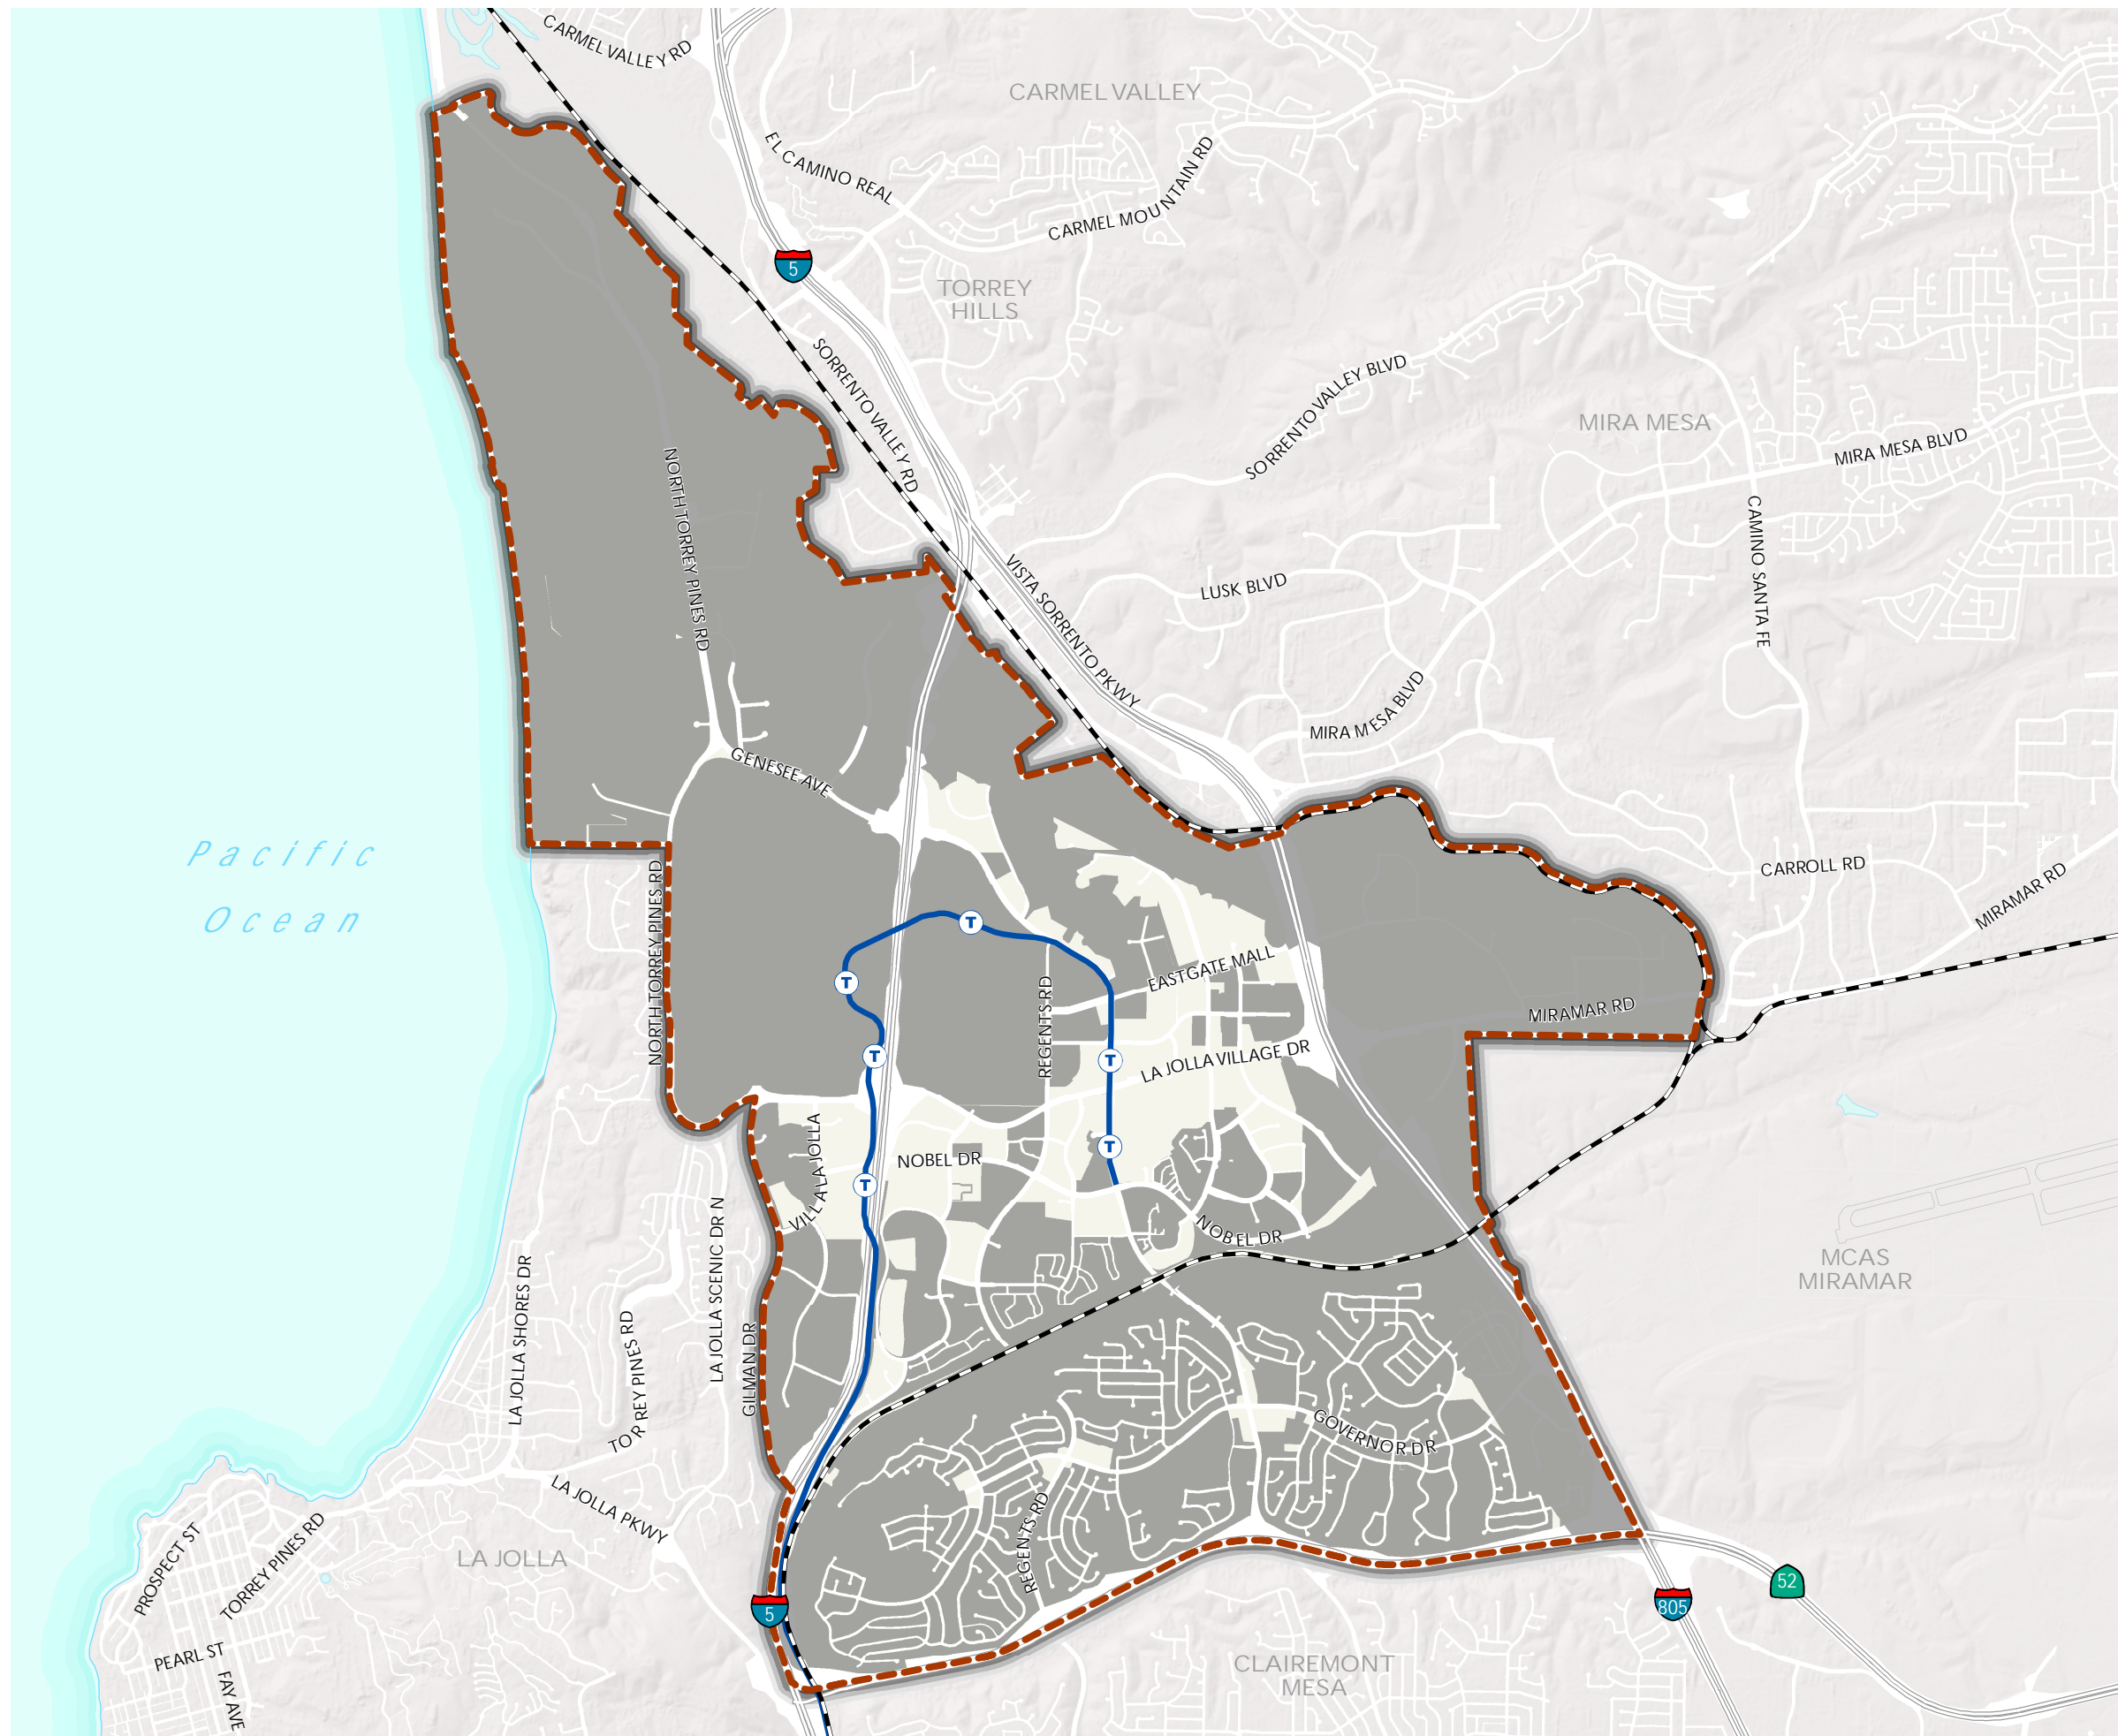 CARMEL VALLEY RD
CARMEL VALLEY
EL CAMINO REAL
CARMEL MOUNTAIN RD
5
TORREY
HILLS
SORRENTO VALLEY RD
SORRENTO VALLEY BLVD
MIRA MESA
MIRA MESA BLVD
NORTH TORREY PINES RD
CAMINO SANTA FE
VISTA SORRENTO PKWY
LUSK BLVD
MIRA MESA BLVD
GENESEE AVE
Pacific
Ocean
CARROLL RD
MIRAMAR RD
NORTH TORREY PINES RD
T
T
T
T
T
T
REGENTS RD
EASTGATE MALL
MIRAMAR RD
LA JOLLA VILLAGE DR
VILLA LA JOLLA
NOBEL DR
NOBEL DR
MCAS
MIRAMAR
LA JOLLA SHORES DR
TORREY PINES RD
LA JOLLA SCENIC DR N
GILMAN DR
GOVERNOR DR
REGENTS RD
LA JOLLA PKWY
LA JOLLA
PROSPECT ST
TORREY PINES RD
PEARL ST
FAY AVE
5
52
805
CLAIREMONT
MESA